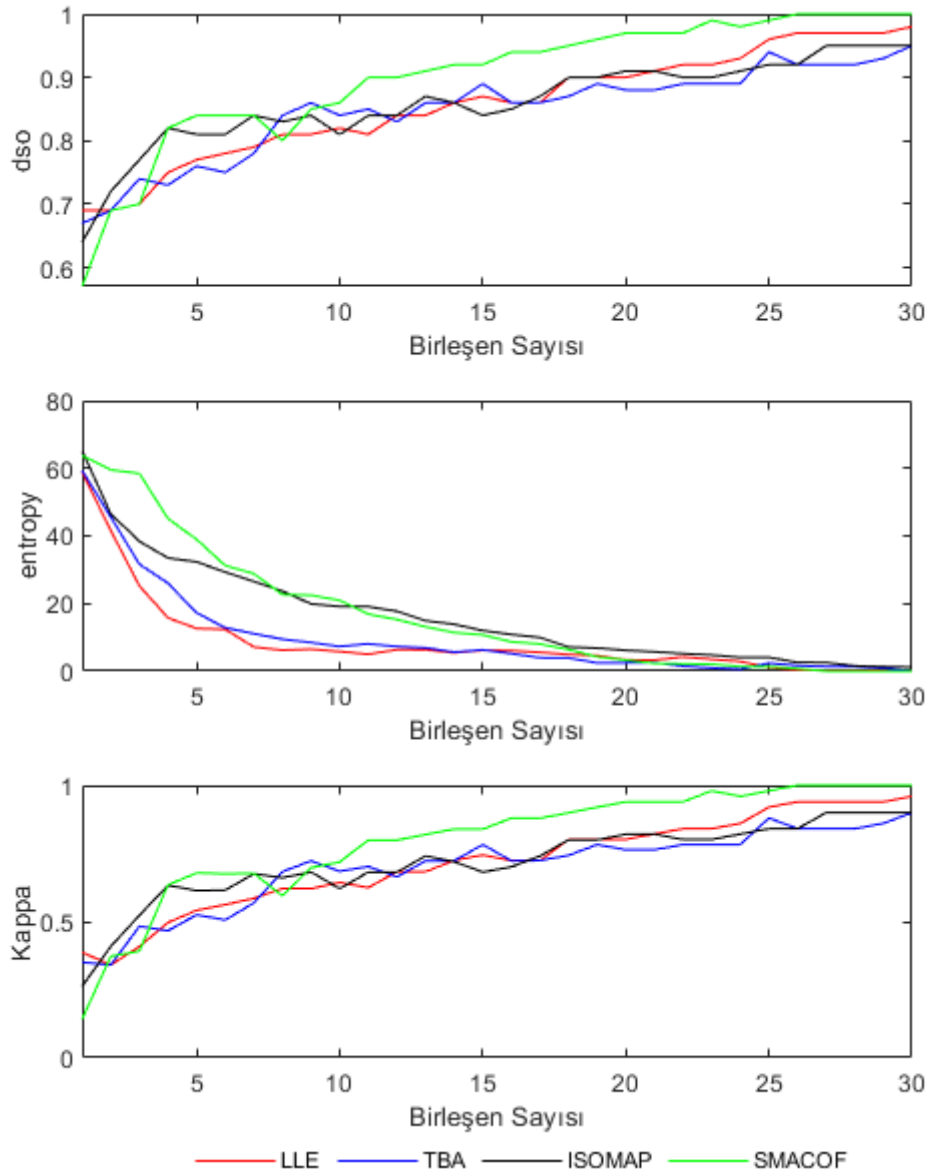 1
0.9
0.8
0.7
0.6
dso
5 10 15 20 25 30
Birleşen Sayısı
80
60
40
20
0
entropy
5 10 15 20 25 30
Birleşen Sayısı
1
0.5
0
Kappa
5 10 15 20 25 30
Birleşen Sayısı
LLE TBA ISOMAP SMACOF